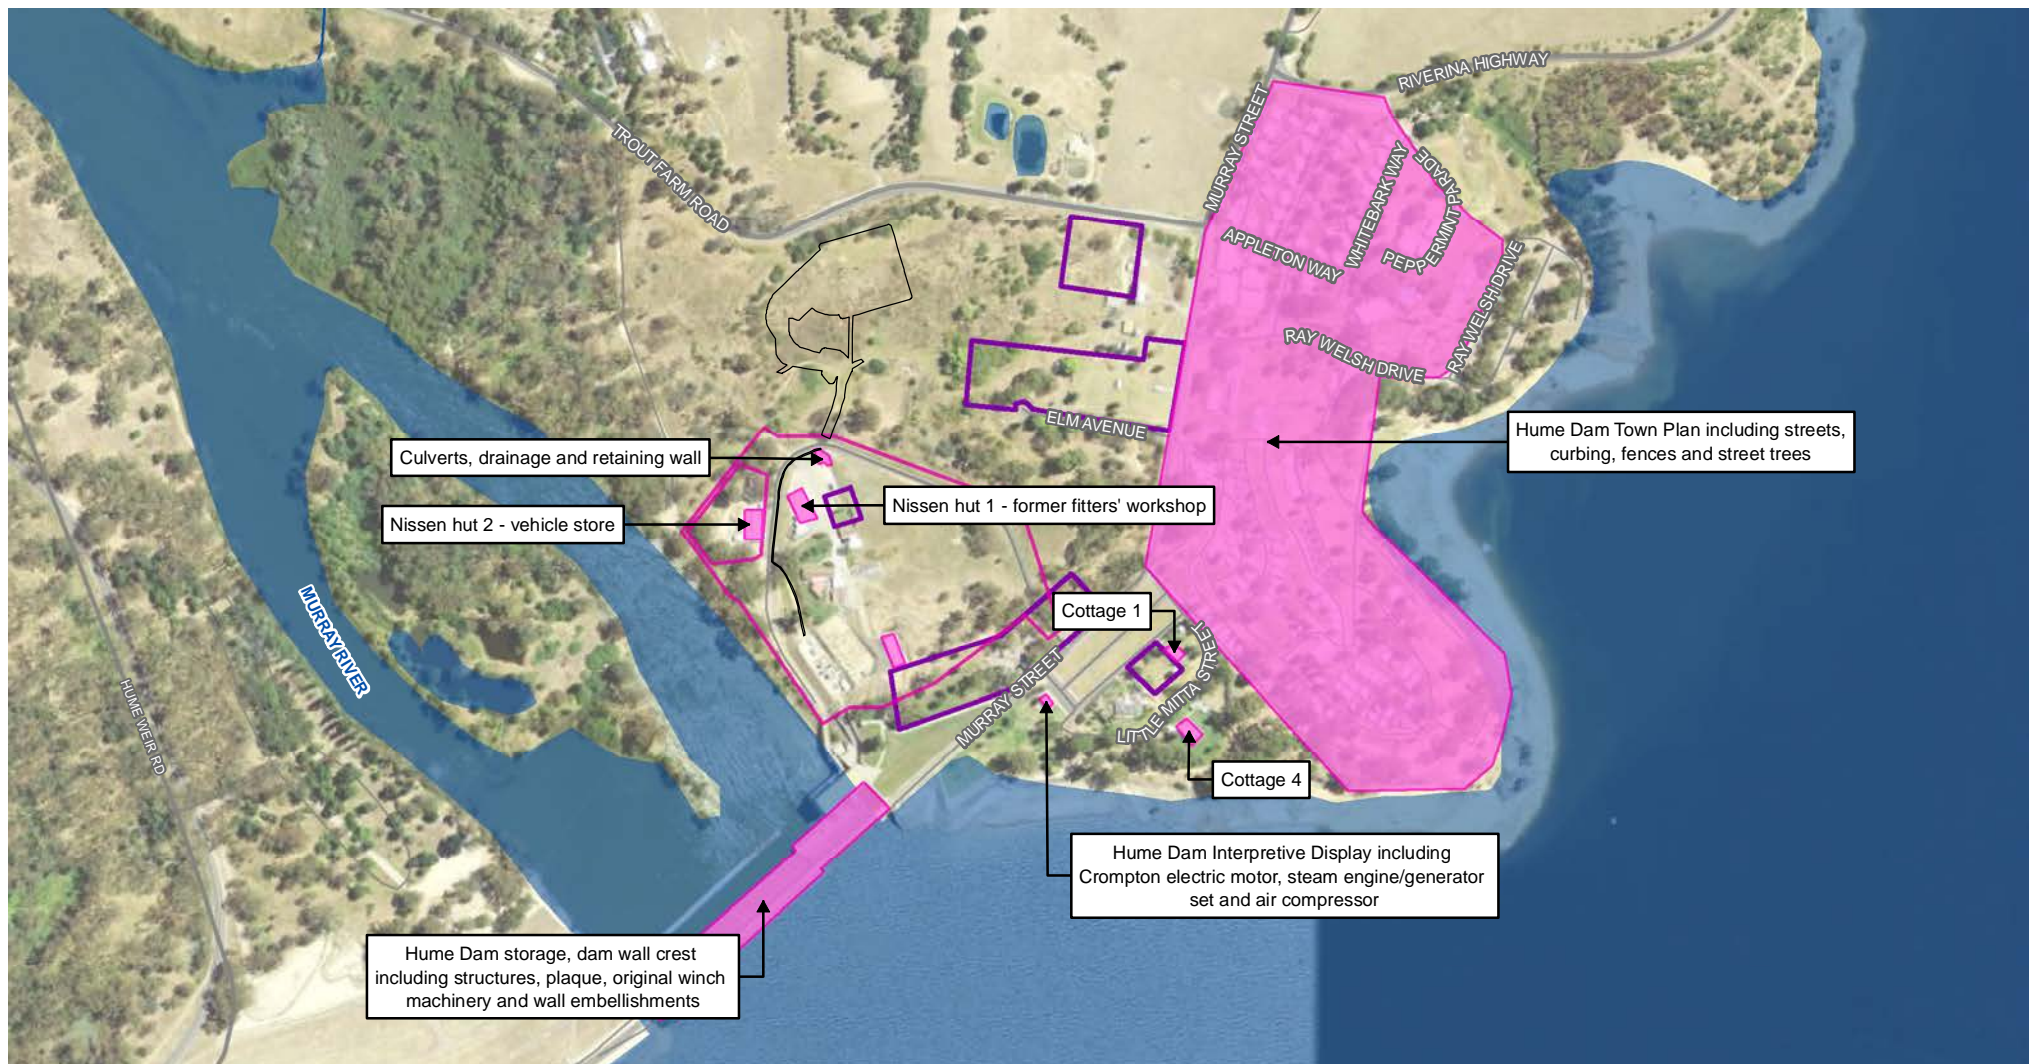 RIVERINA HIGHWAY
MURRAY STREET
TROUT FARM ROAD
WHITEBARK WAY
PEPPERMINT PARADE
APPLETON WAY
RAY WELSH DRIVE
RAY WELSH DRIVE
ELM AVENUE
Hume Dam Town Plan including streets,
curbing, fences and street trees
Culverts, drainage and retaining wall
Nissen hut 1 - former fitters' workshop
Nissen hut 2 - vehicle store
MURRAY RIVER
Cottage 1
LITTLE MITTA STREET
MURRAY STREET
HUME WEIR RD
Cottage 4
Hume Dam Interpretive Display including
Crompton electric motor, steam engine/generator
set and air compressor
Hume Dam storage, dam wall crest
including structures, plaque, original winch
machinery and wall embellishments